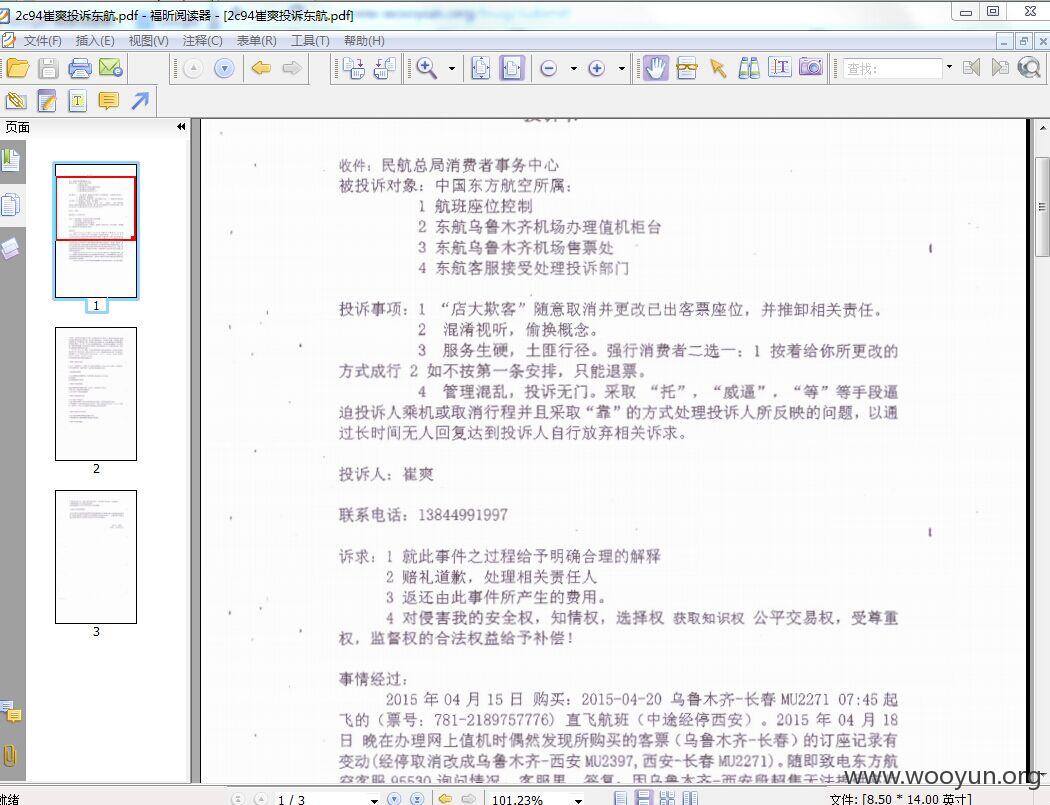 2c94崔爽投诉东航.pdf - 福昕阅读器 - [2c94崔爽投诉东航.pdf]
文件(F) 插入(E) 视图(V) 注释(C) 表单(R) 工具(T) 帮助(H)
查找:
页面
收件：民航总局消费者事务中心
被投诉对象：中国东方航空所属：
1 航班座位控制
2 东航乌鲁木齐机场办理值机柜台
3 东航乌鲁木齐机场售票处
4 东航客服接受处理投诉部门
投诉事项：1 “店大欺客”随意取消并更改已出客票座位，并推卸相关责任。
2 混淆视听，偷换概念。
3 服务生硬，土匪行径。强行消费者二选一：1 按着给你所更改的
方式成行 2 如不按第一条安排，只能退票。
4 管理混乱，投诉无门。采取 “托”，“威逼”，“等”等手段逼
迫投诉人乘机或取消行程并且采取“靠”的方式处理投诉人所反映的问题，以通
过长时间无人回复达到投诉人自行放弃相关诉求。
投诉人：崔爽
联系电话：13844991997
诉求：1 就此事件之过程给予明确合理的解释
2 赔礼道歉，处理相关责任人
3 返还由此事件所产生的费用。
4 对侵害我的安全权，知情权，选择权 获取知识权 公平交易权，受尊重
权，监督权的合法权益给予补偿！
事情经过：
2015 年 04 月 15 日 购买：2015-04-20 乌鲁木齐-长春 MU2271 07:45 起
飞的（票号：781-2189757776) 直飞航班（中途经停西安）。2015 年 04 月 18
日 晚在办理网上值机时偶然发现所购买的客票（乌鲁木齐-长春）的订座记录有
变动(经停取消改成乌鲁木齐-西安 MU2397,西安-长春 MU2271)。随即致电东方航
空客服 95530 询问情况
1
2
3
www.wooyun.org
就绪
1 / 3
101.23%
文件: [8.50 * 14.00 英寸]